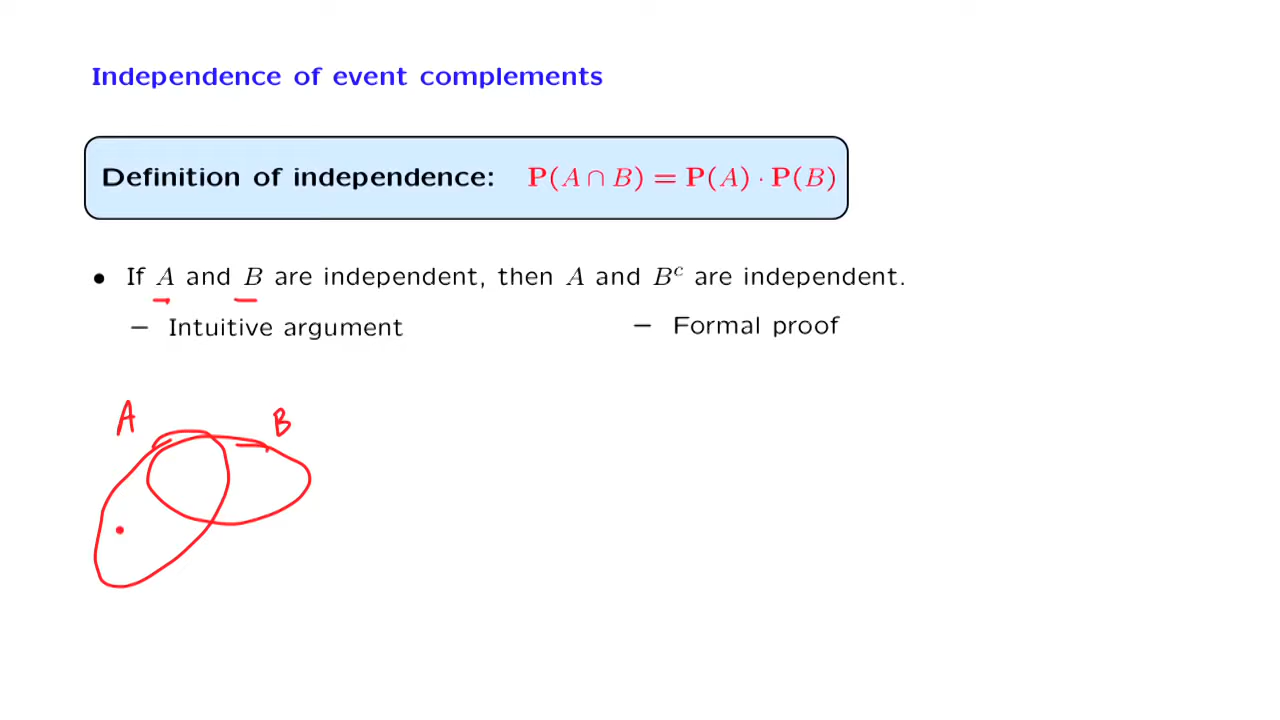 Independence of event complements
Definition of independence: P(A ∩ B) = P(A) · P(B)
• If A and B are independent, then A and Bᶜ are independent.
– Intuitive argument – Formal proof
A B